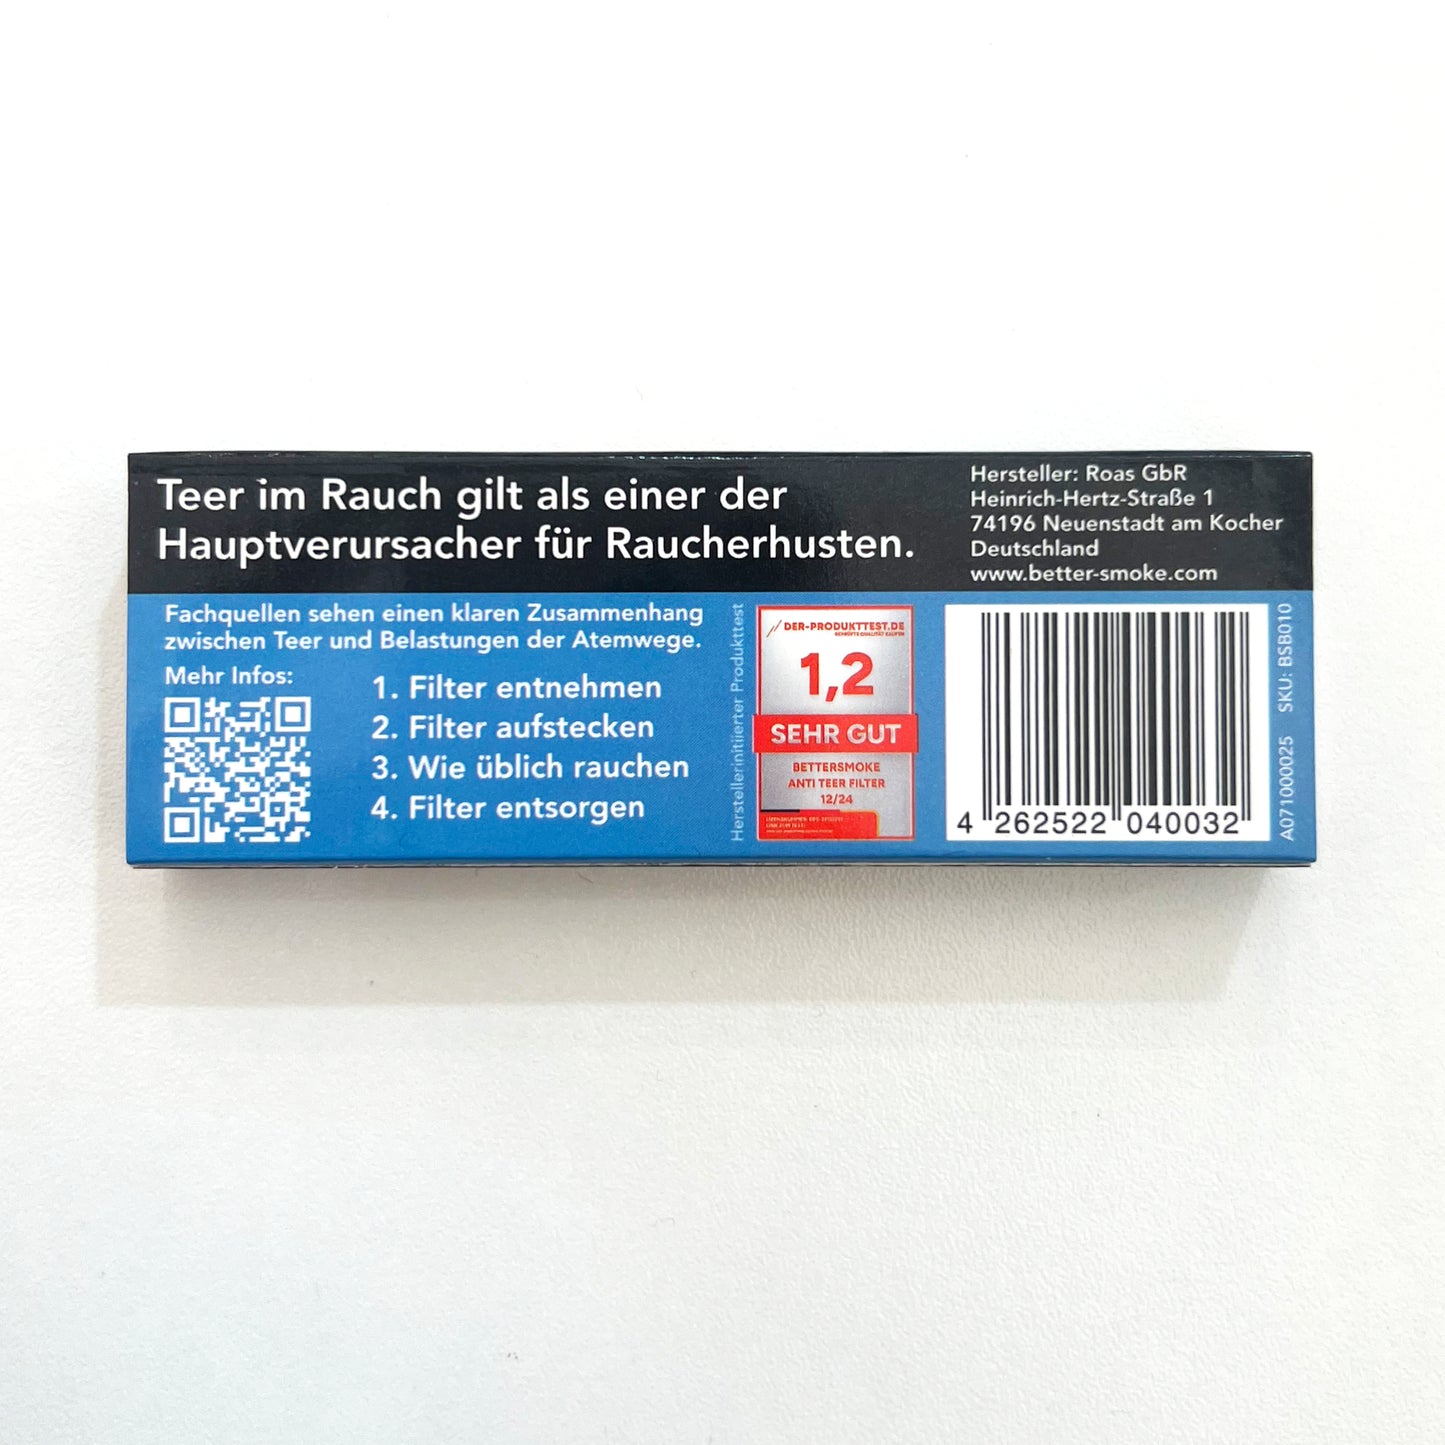 Teer im Rauch gilt als einer der
Hauptverursacher für Raucherhusten.
Hersteller: Roas GbR
Heinrich-Hertz-Straße 1
74196 Neuenstadt am Kocher
Deutschland
www.better-smoke.com
Fachquellen sehen einen klaren Zusammenhang
zwischen Teer und Belastungen der Atemwege.
Mehr Infos:
1. Filter entnehmen
2. Filter aufstecken
3. Wie üblich rauchen
4. Filter entsorgen
Herstellerinitiierter Produkttest
DER-PRODUKTTEST.DE
GEPRÜFTE QUALITÄT KAUFEN
1,2
SEHR GUT
BETTERSMOKE
ANTI TEER FILTER
12/24
4 262522 040032
A071000025 SKU: BSB010